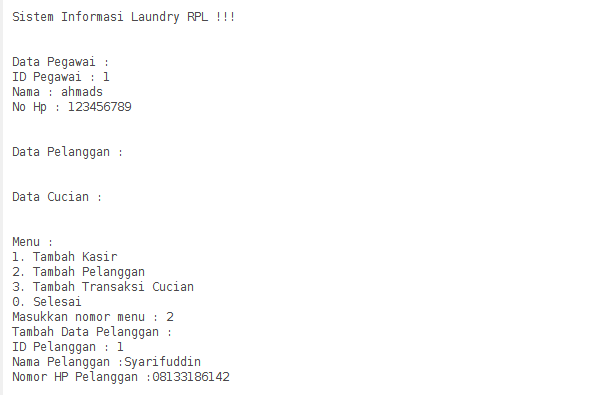 Sistem Informasi Laundry RPL !!!
Data Pegawai :
ID Pegawai : 1
Nama : ahmads
No Hp : 123456789
Data Pelanggan :
Data Cucian :
Menu :
1. Tambah Kasir
2. Tambah Pelanggan
3. Tambah Transaksi Cucian
0. Selesai
Masukkan nomor menu : 2
Tambah Data Pelanggan :
ID Pelanggan : 1
Nama Pelanggan :Syarifuddin
Nomor HP Pelanggan :08133186142